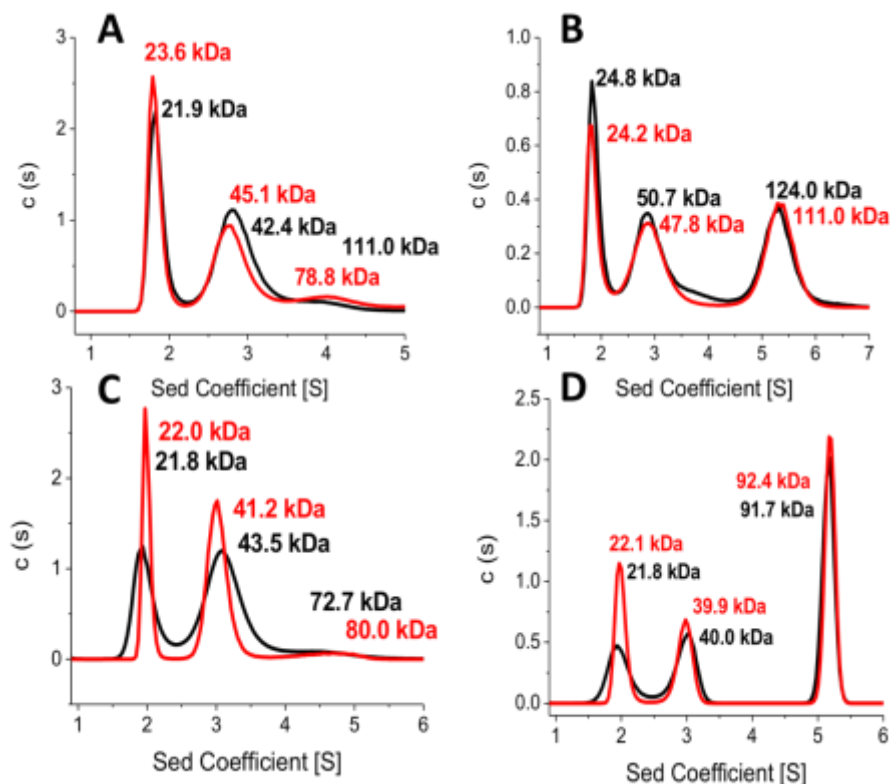 A
23.6 kDa
21.9 kDa
45.1 kDa
42.4 kDa
111.0 kDa
78.8 kDa
c (s)
3
2
1
0
1 2 3 4 5
Sed Coefficient [S]
B
24.8 kDa
24.2 kDa
50.7 kDa
47.8 kDa
124.0 kDa
111.0 kDa
c (s)
1.0
0.8
0.6
0.4
0.2
0.0
1 2 3 4 5 6 7
Sed Coefficient [S]
C
22.0 kDa
21.8 kDa
41.2 kDa
43.5 kDa
72.7 kDa
80.0 kDa
c (s)
3
2
1
0
1 2 3 4 5 6
Sed Coefficient [S]
D
92.4 kDa
91.7 kDa
22.1 kDa
21.8 kDa
39.9 kDa
40.0 kDa
c (s)
2.5
2.0
1.5
1.0
0.5
0.0
1 2 3 4 5 6
Sed Coefficient [S]